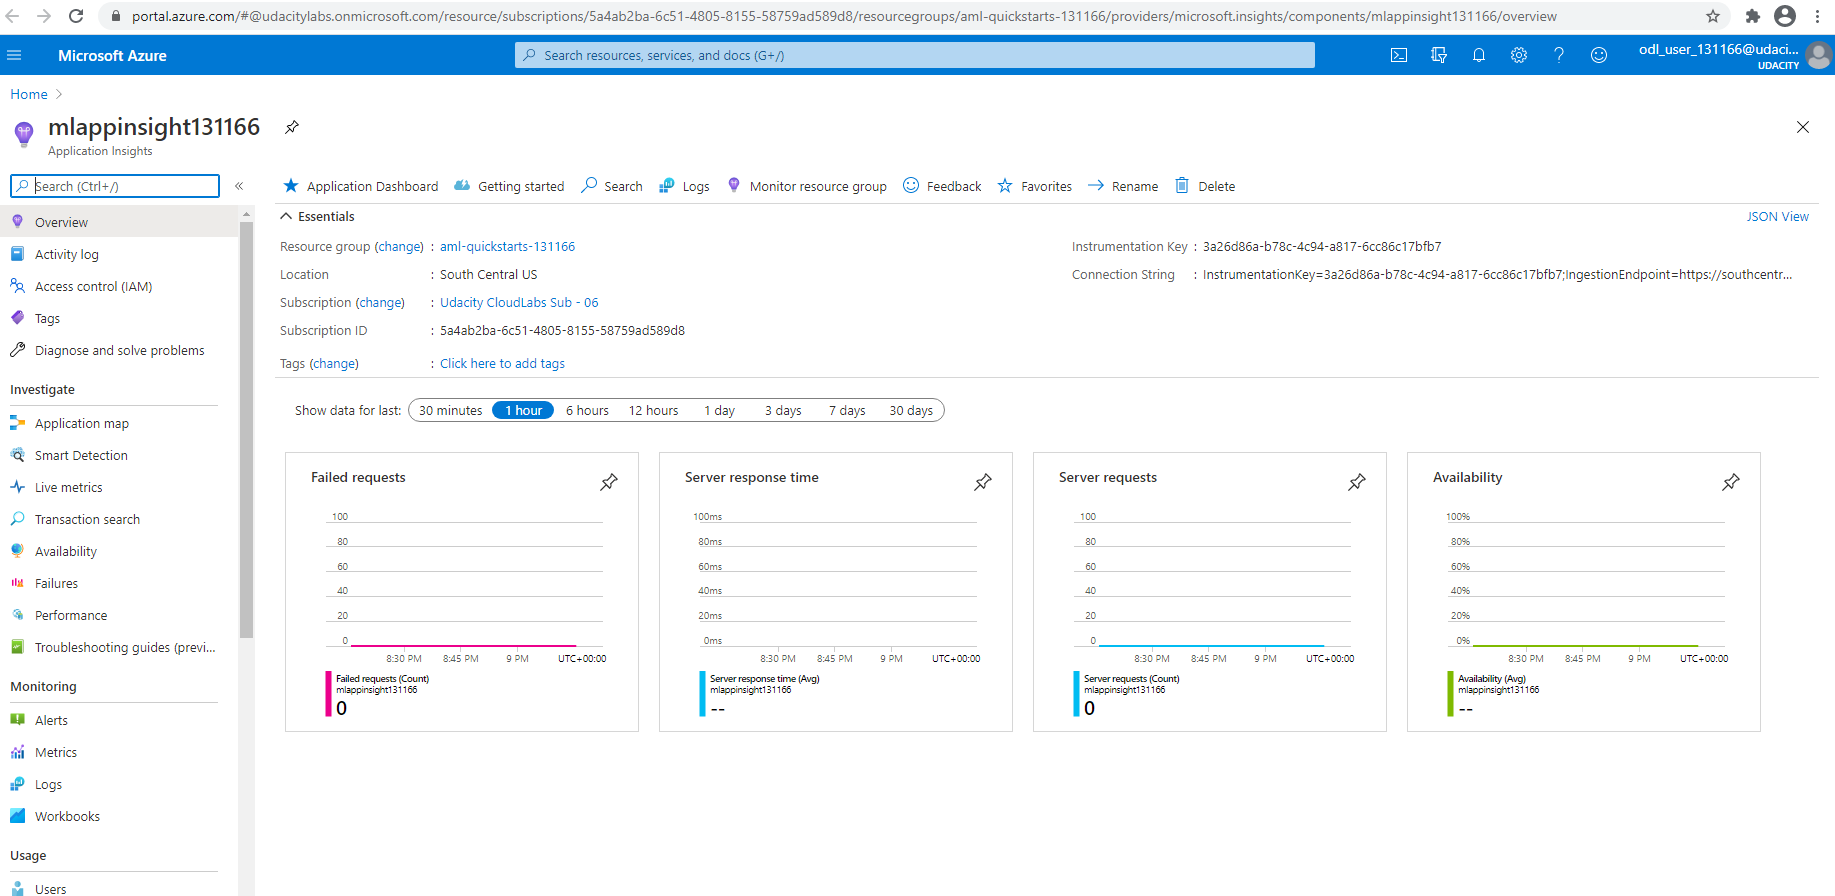 portal.azure.com/#@udacitylabs.onmicrosoft.com/resource/subscriptions/5a4ab2ba-6c51-4805-8155-58759ad589d8/resourcegroups/aml-quickstarts-131166/providers/microsoft.insights/components/mlappinsight131166/overview
Microsoft Azure
Search resources, services, and docs (G+/)
odl_user_131166@udaci...
UDACITY
Home
mlappinsight131166
Application Insights
Search (Ctrl+/)
«
Application Dashboard
Getting started
Search
Logs
Monitor resource group
Feedback
Favorites
Rename
Delete
Overview
Activity log
Access control (IAM)
Tags
Diagnose and solve problems
Investigate
Application map
Smart Detection
Live metrics
Transaction search
Availability
Failures
Performance
Troubleshooting guides (previ...
Monitoring
Alerts
Metrics
Logs
Workbooks
Usage
Users
Essentials
JSON View
Resource group (change) : aml-quickstarts-131166
Location : South Central US
Subscription (change) : Udacity CloudLabs Sub - 06
Subscription ID : 5a4ab2ba-6c51-4805-8155-58759ad589d8
Tags (change) : Click here to add tags
Instrumentation Key : 3a26d86a-b78c-4c94-a817-6cc86c17bfb7
Connection String : InstrumentationKey=3a26d86a-b78c-4c94-a817-6cc86c17bfb7;IngestionEndpoint=https://southcentr...
Show data for last: 30 minutes 1 hour 6 hours 12 hours 1 day 3 days 7 days 30 days
Failed requests
100
80
60
40
20
0
8:30 PM 8:45 PM 9 PM UTC+00:00
Failed requests (Count)
mlappinsight131166
0
Server response time
100ms
80ms
60ms
40ms
20ms
0ms
8:30 PM 8:45 PM 9 PM UTC+00:00
Server response time (Avg)
mlappinsight131166
--
Server requests
100
80
60
40
20
0
8:30 PM 8:45 PM 9 PM UTC+00:00
Server requests (Count)
mlappinsight131166
0
Availability
100%
80%
60%
40%
20%
0%
8:30 PM 8:45 PM 9 PM UTC+00:00
Availability (Avg)
mlappinsight131166
--